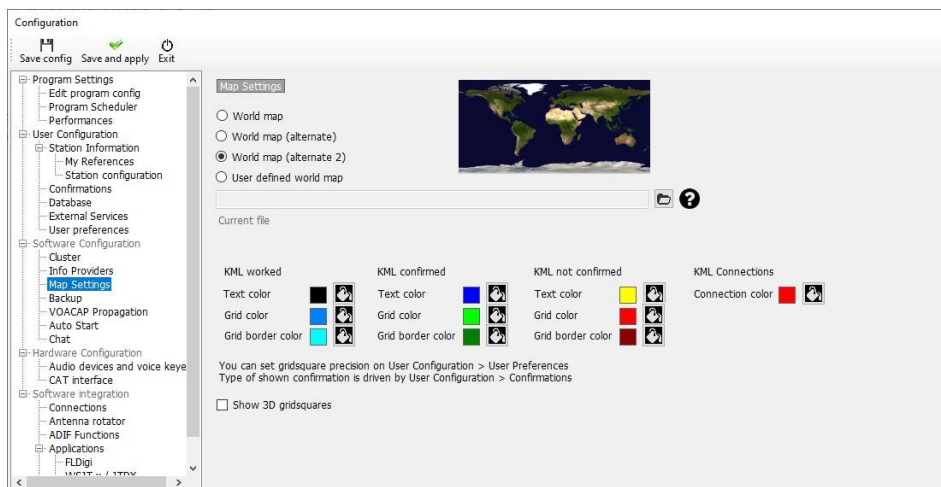 Configuration
Save config Save and apply Exit
Program Settings
Edit program config
Program Scheduler
Performances
User Configuration
Station Information
My References
Station configuration
Confirmations
Database
External Services
User preferences
Software Configuration
Cluster
Info Providers
Map Settings
Backup
VOACAP Propagation
Auto Start
Chat
Hardware Configuration
Audio devices and voice keye
CAT interface
Software integration
Connections
Antenna rotator
ADIF Functions
Applications
FLDigi
WSJT-x / JTDX
Map Settings
World map
World map (alternate)
World map (alternate 2)
User defined world map
?
Current file
KML worked
Text color
Grid color
Grid border color
KML confirmed
Text color
Grid color
Grid border color
KML not confirmed
Text color
Grid color
Grid border color
KML Connections
Connection color
You can set gridsquare precision on User Configuration > User Preferences
Type of shown confirmation is driven by User Configuration > Confirmations
Show 3D gridsquares